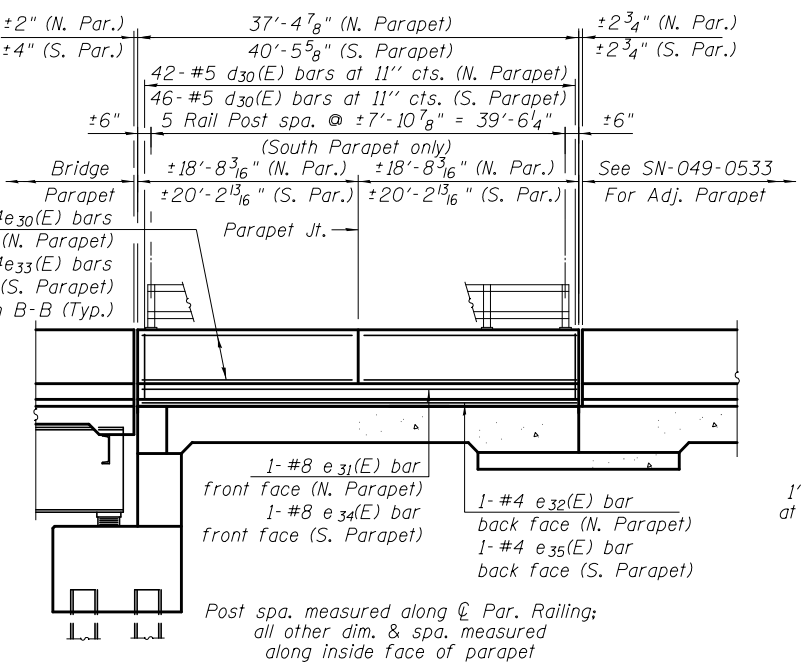 ±2" (N. Par.)
±4" (S. Par.)
37'-4 7/8" (N. Parapet)
40'-5 5/8" (S. Parapet)
±2 3/4" (N. Par.)
±2 3/4" (S. Par.)
42- #5 d30(E) bars at 11'' cts. (N. Parapet)
46- #5 d30(E) bars at 11'' cts. (S. Parapet)
±6"
5 Rail Post spa. @ ±7'-10 7/8" = 39'-6 1/4"
±6"
(South Parapet only)
Bridge
Parapet
±18'-8 3/16" (N. Par.)
±20'-2 13/16" (S. Par.)
±18'-8 3/16" (N. Par.)
±20'-2 13/16" (S. Par.)
See SN-049-0533
For Adj. Parapet
e30(E) bars
(N. Parapet)
e33(E) bars
(S. Parapet)
B-B (Typ.)
Parapet Jt.
1- #8 e31(E) bar
front face (N. Parapet)
1- #8 e34(E) bar
front face (S. Parapet)
1- #4 e32(E) bar
back face (N. Parapet)
1- #4 e35(E) bar
back face (S. Parapet)
1'
at
Post spa. measured along ℄ Par. Railing;
all other dim. & spa. measured
along inside face of parapet